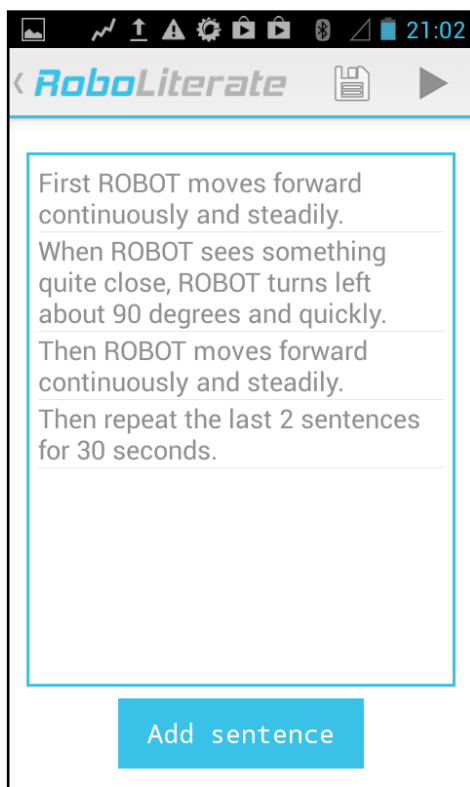 21:02
RoboLiterate
First ROBOT moves forward
continuously and steadily.
When ROBOT sees something
quite close, ROBOT turns left
about 90 degrees and quickly.
Then ROBOT moves forward
continuously and steadily.
Then repeat the last 2 sentences
for 30 seconds.
Add sentence